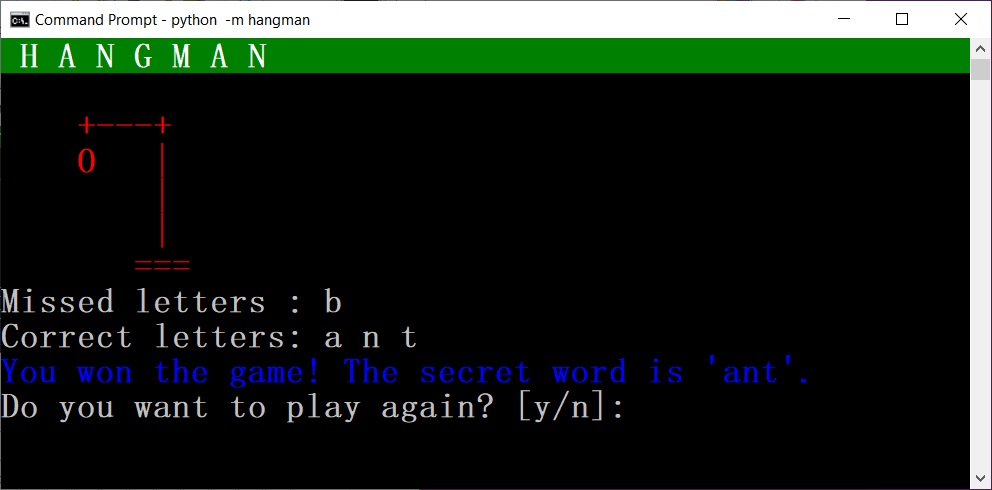 Command Prompt - python  -m hangman
H A N G M A N
+---+
O   |
|
|
===
Missed letters : b
Correct letters: a n t
You won the game! The secret word is 'ant'.
Do you want to play again? [y/n]: